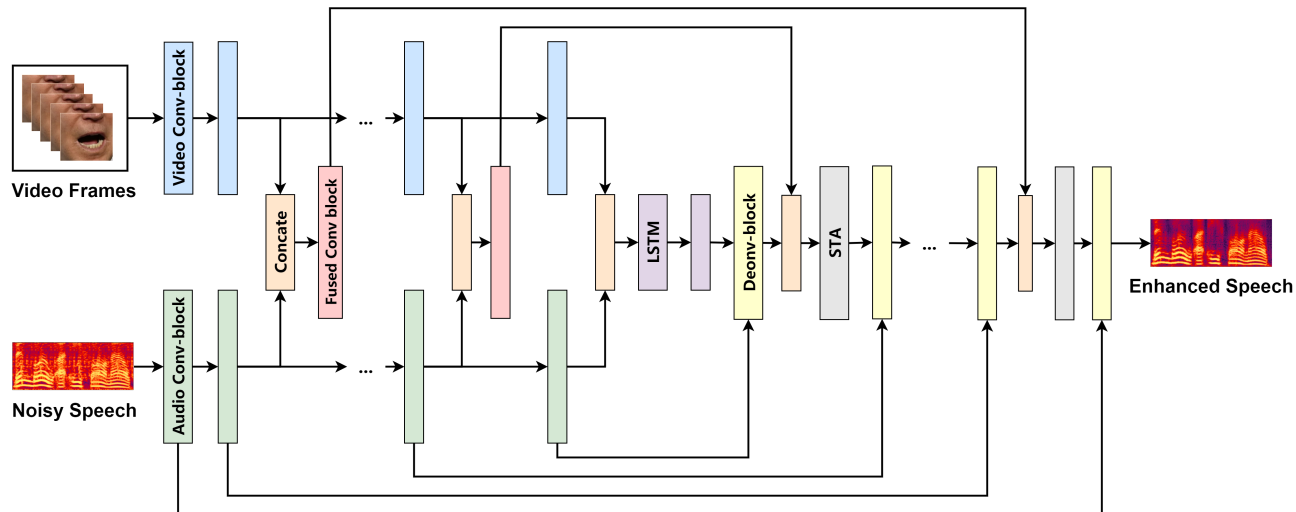 Video Frames
Video Conv-block
...
Concate
Fused Conv block
...
Noisy Speech
Audio Conv-block
LSTM
Deonv-block
STA
...
Enhanced Speech